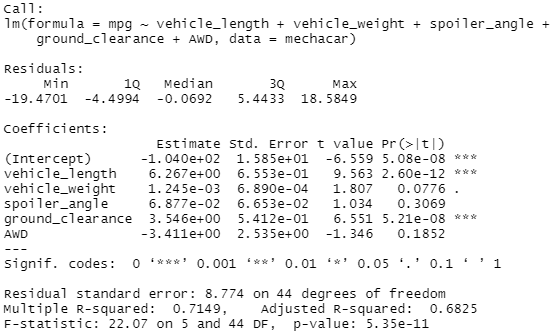 Call:
lm(formula = mpg ~ vehicle_length + vehicle_weight + spoiler_angle +
    ground_clearance + AWD, data = mechacar)

Residuals:
     Min       1Q   Median       3Q      Max
-19.4701  -4.4994  -0.0692   5.4433  18.5849

Coefficients:
                   Estimate Std. Error t value Pr(>|t|)
(Intercept)      -1.040e+02  1.585e+01  -6.559 5.08e-08 ***
vehicle_length    6.267e+00  6.553e-01   9.563 2.60e-12 ***
vehicle_weight    1.245e-03  6.890e-04   1.807   0.0776 .
spoiler_angle     6.877e-02  6.653e-02   1.034   0.3069
ground_clearance  3.546e+00  5.412e-01   6.551 5.21e-08 ***
AWD              -3.411e+00  2.535e+00  -1.346   0.1852
---
Signif. codes:  0 ‘***’ 0.001 ‘**’ 0.01 ‘*’ 0.05 ‘.’ 0.1 ‘ ’ 1

Residual standard error: 8.774 on 44 degrees of freedom
Multiple R-squared:  0.7149,    Adjusted R-squared:  0.6825
F-statistic: 22.07 on 5 and 44 DF,  p-value: 5.35e-11